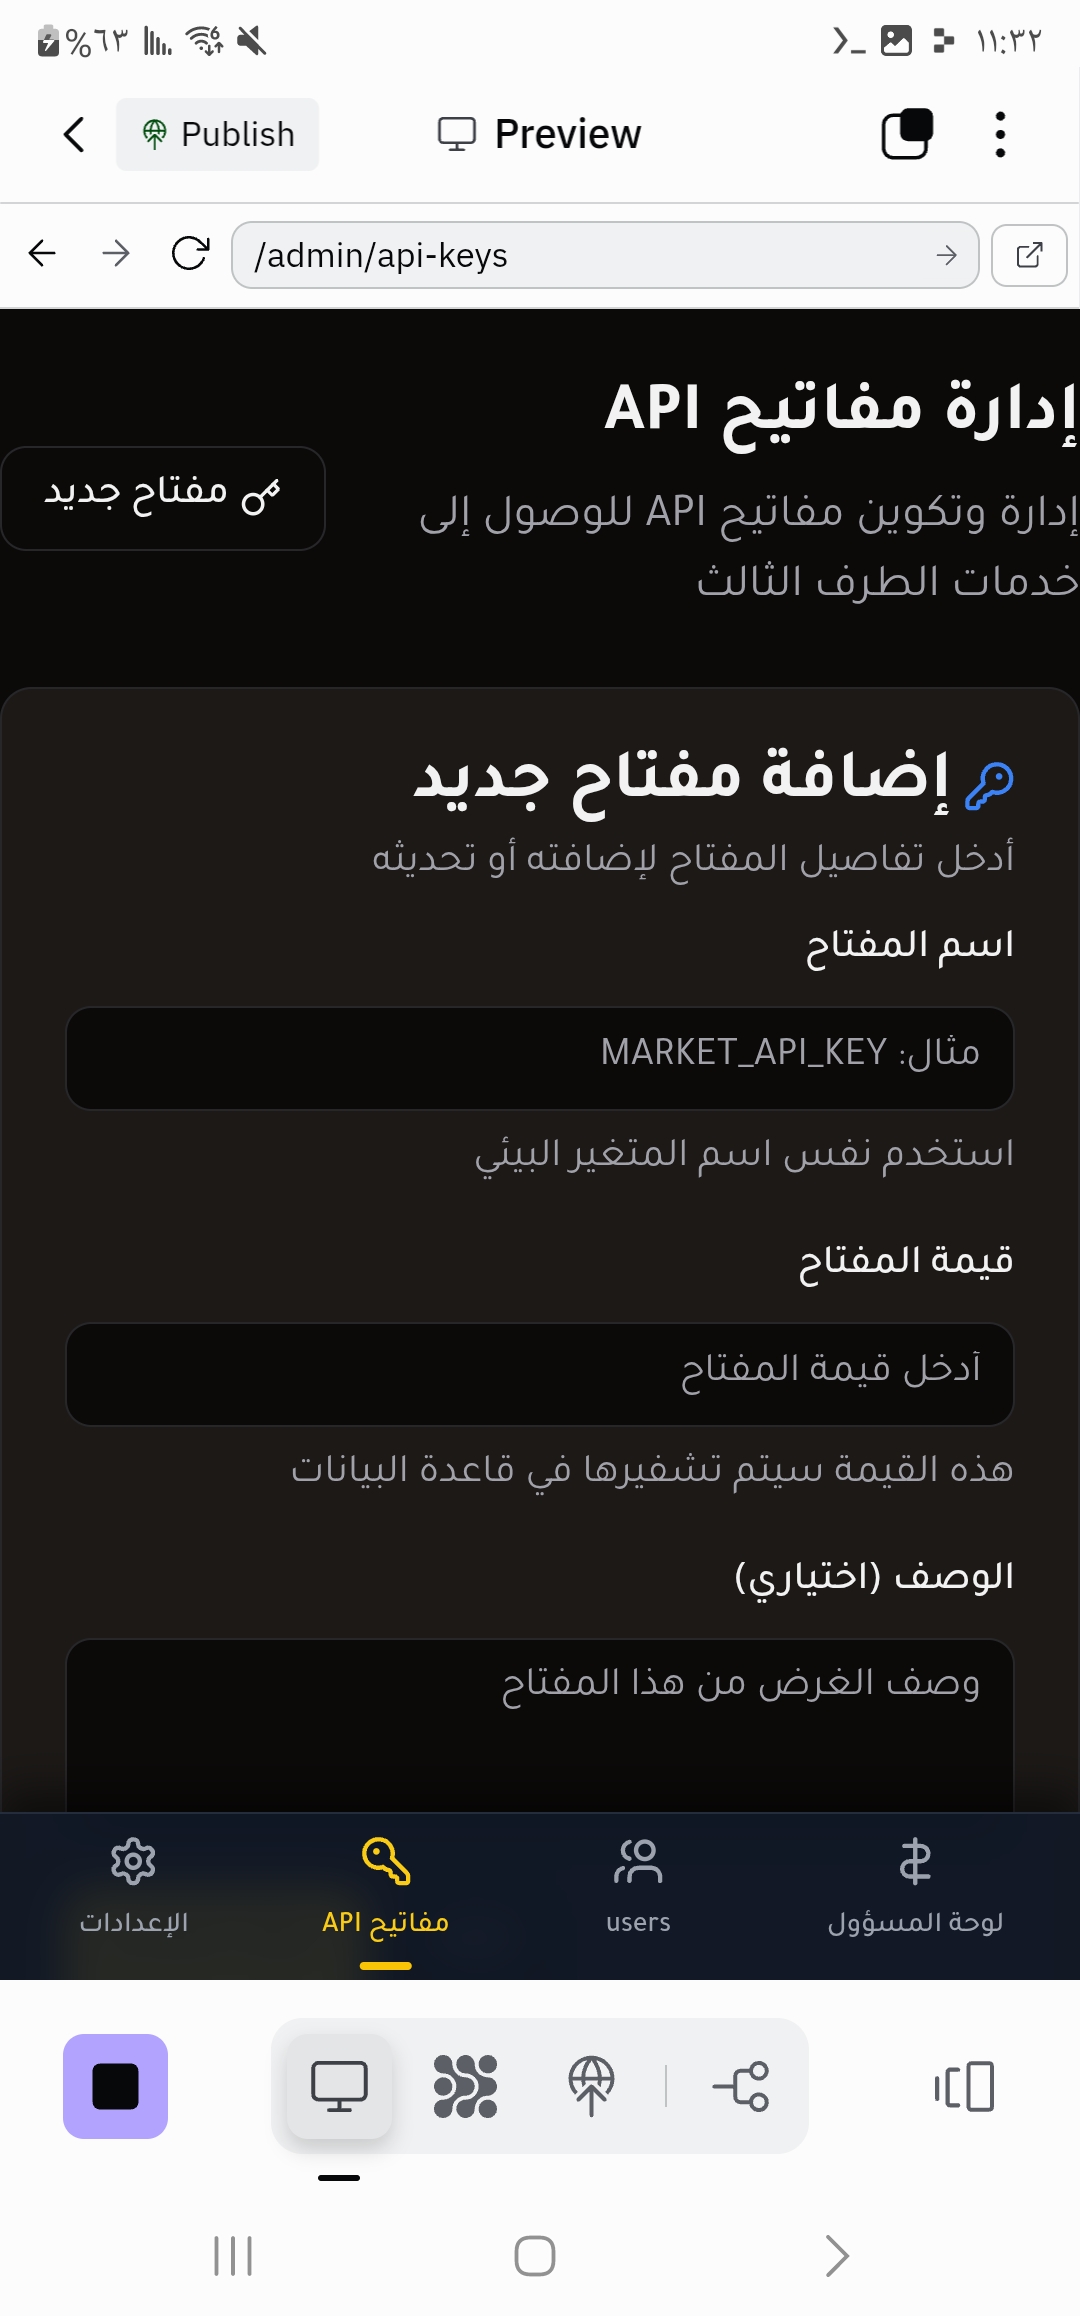 ١١:٣٢
%٦٣
Publish
Preview
/admin/api-keys
إدارة مفاتيح API
إدارة وتكوين مفاتيح API للوصول إلى
خدمات الطرف الثالث
مفتاح جديد
إضافة مفتاح جديد
أدخل تفاصيل المفتاح لإضافته أو تحديثه
اسم المفتاح
مثال: MARKET_API_KEY
استخدم نفس اسم المتغير البيئي
قيمة المفتاح
أدخل قيمة المفتاح
هذه القيمة سيتم تشفيرها في قاعدة البيانات
الوصف (اختياري)
وصف الغرض من هذا المفتاح
لوحة المسؤول
users
مفاتيح API
الإعدادات